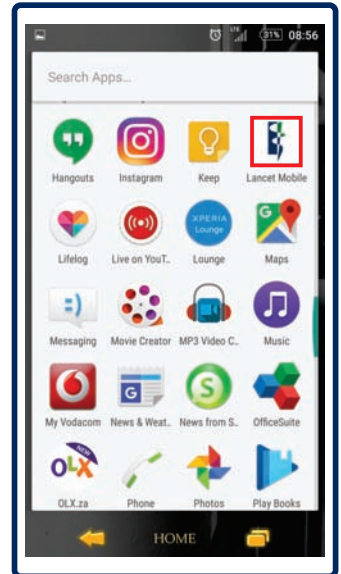 LTE 31% 08:56
Search Apps...
Hangouts Instagram Keep Lancet Mobile
XPERIA
Lounge
G
Lifelog Live on YouT.. Lounge Maps
:)
Messaging Movie Creator MP3 Video C.. Music
G
S
My Vodacom News & Weat.. News from S.. OfficeSuite
NEW
OLX
OLX.za Phone Photos Play Books
HOME